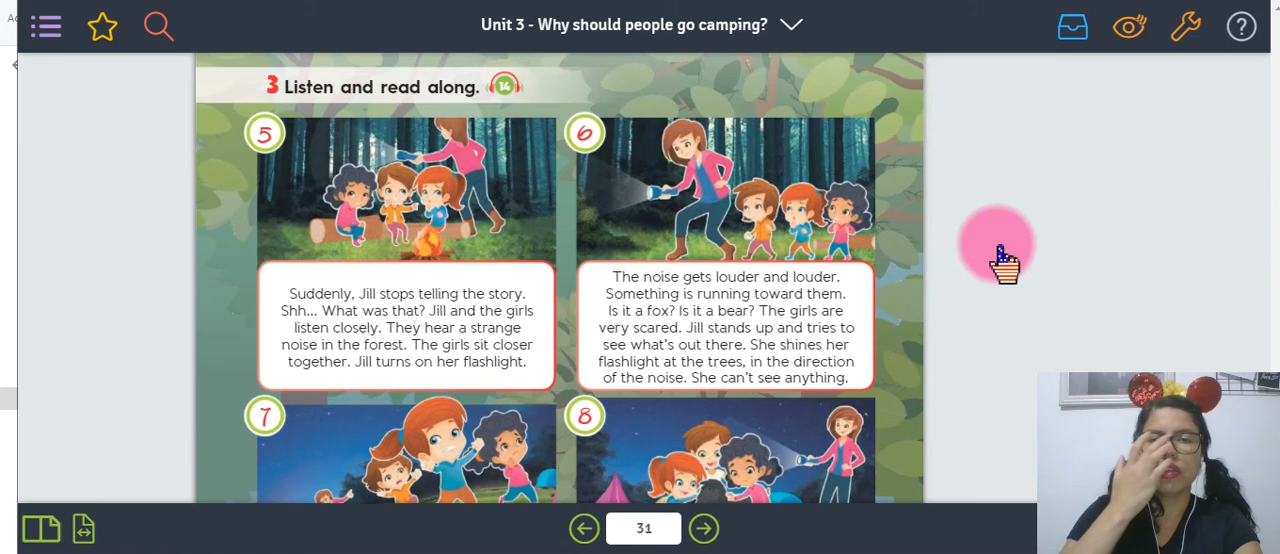 Unit 3 - Why should people go camping?
3 Listen and read along. 14
5
6
Suddenly, Jill stops telling the story.
Shh... What was that? Jill and the girls
listen closely. They hear a strange
noise in the forest. The girls sit closer
together. Jill turns on her flashlight.
The noise gets louder and louder.
Something is running toward them.
Is it a fox? Is it a bear? The girls are
very scared. Jill stands up and tries to
see what's out there. She shines her
flashlight at the trees, in the direction
of the noise. She can't see anything.
7
8
31